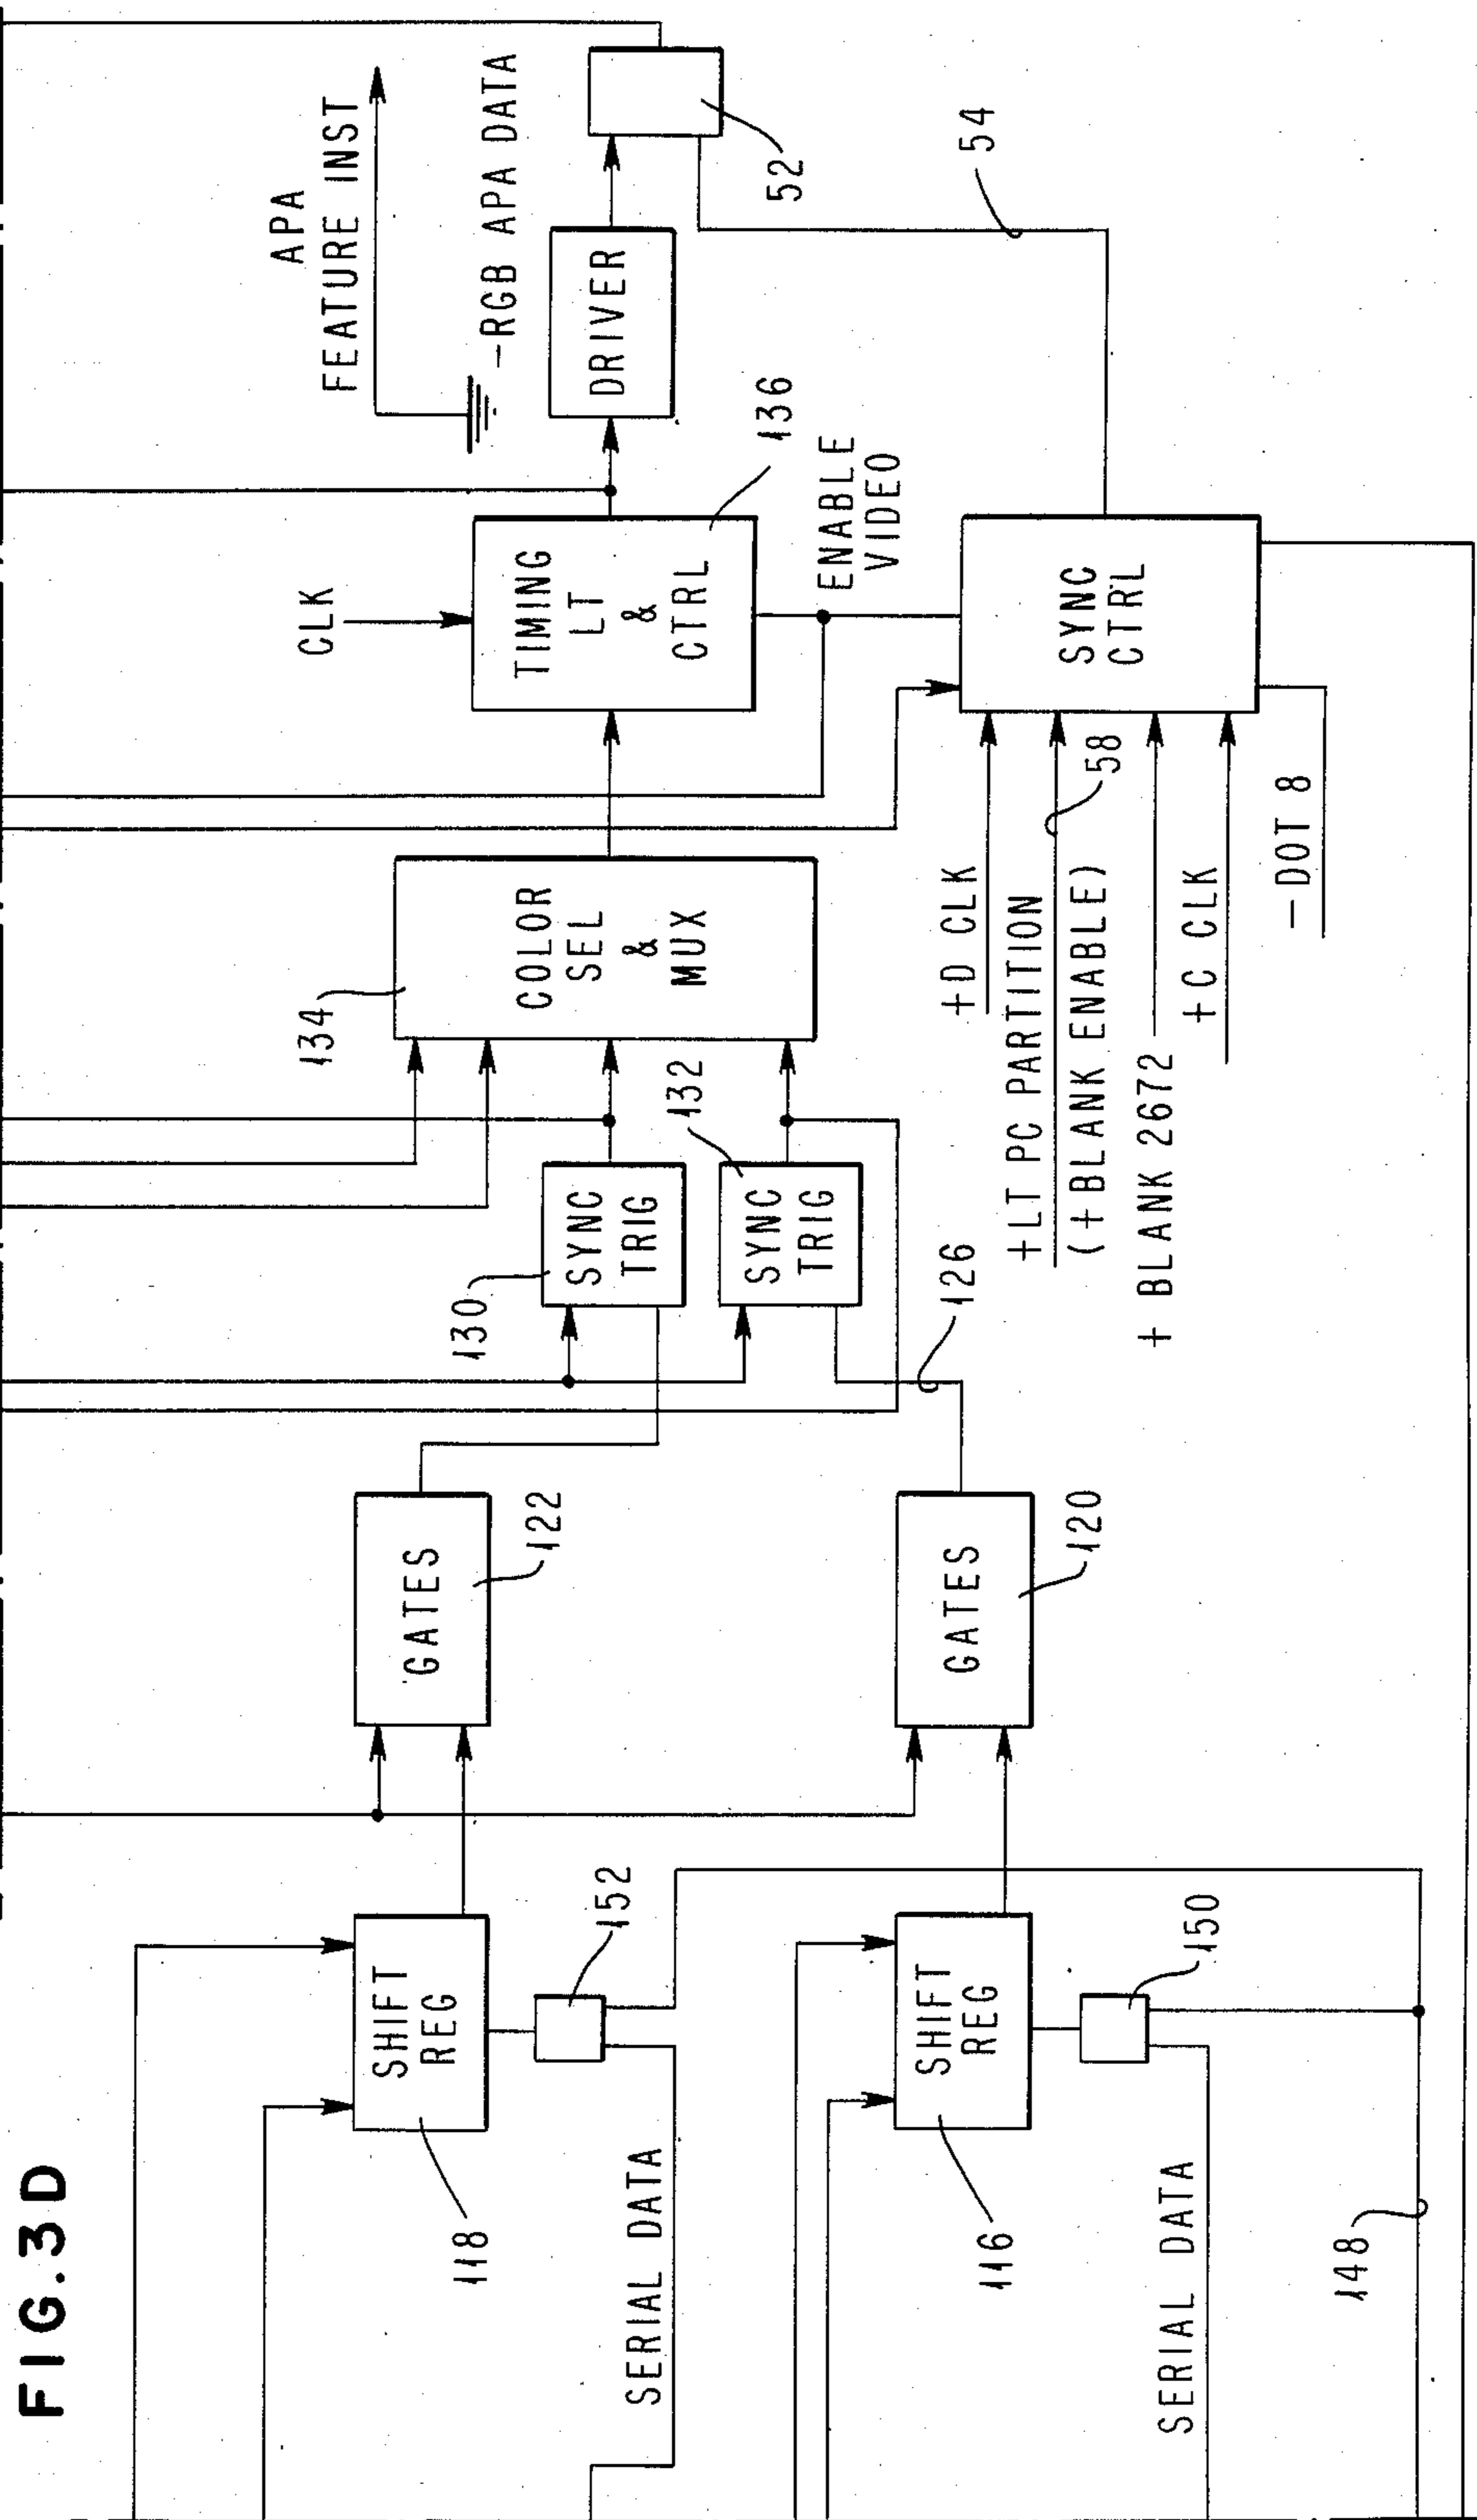 FIG.3D
APA
FEATURE INST
-RGB APA DATA
CLK
DRIVER
52
TIMING
LT
&
CTRL
136
54
134
COLOR
SEL
&
MUX
ENABLE
VIDEO
130
SYNC
TRIG
132
SYNC
TRIG
126
SYNC
CTRL
+D CLK
+LT PC PARTITION
58
(+BLANK ENABLE)
+ BLANK 2672
+ C CLK
-DOT 8
GATES
122
GATES
120
SHIFT
REG
118
152
SERIAL DATA
SHIFT
REG
116
150
SERIAL DATA
148